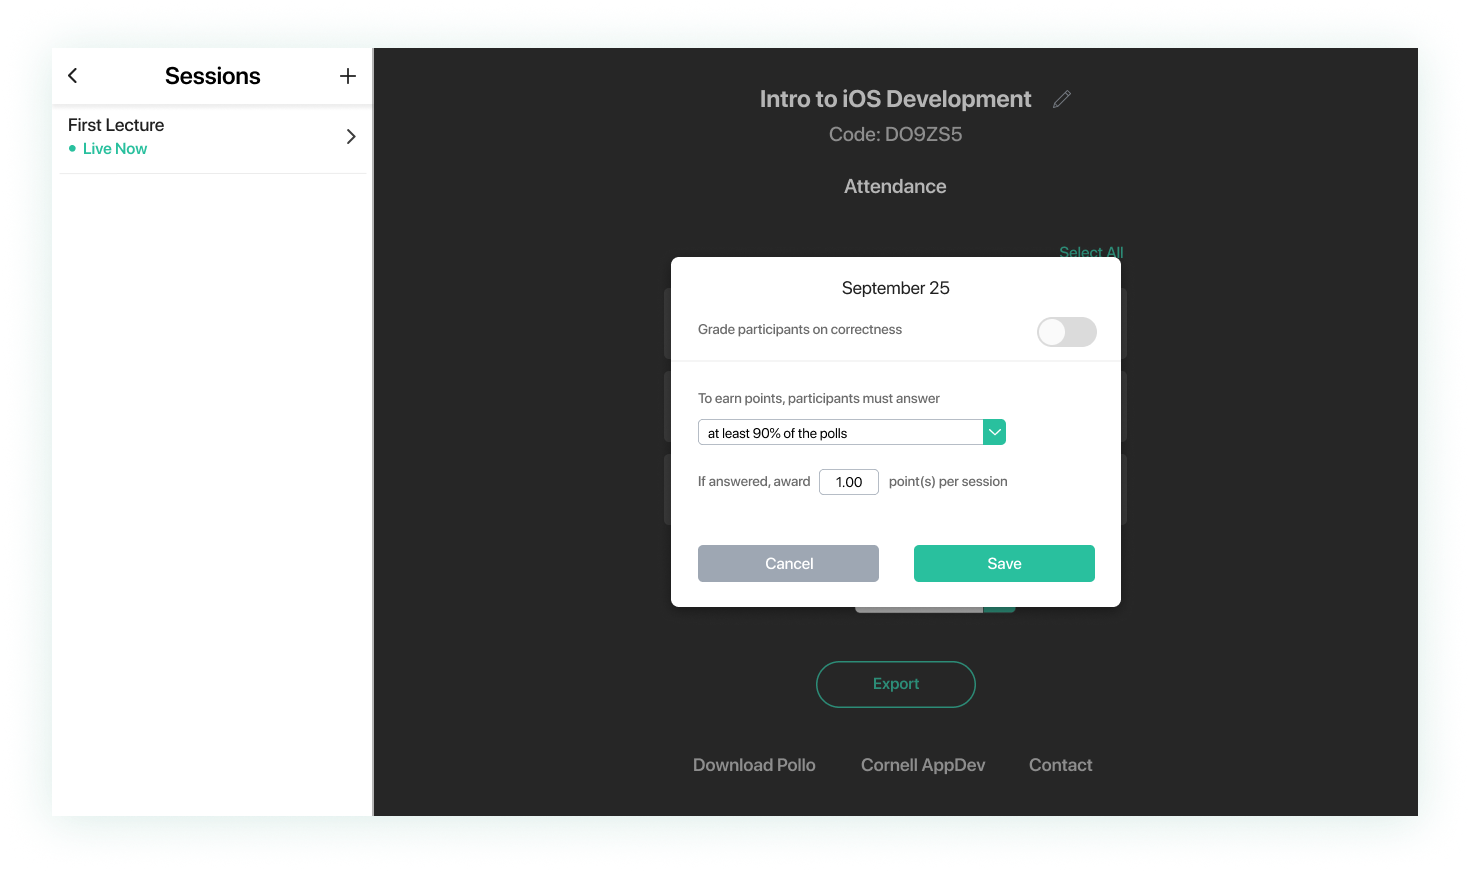 Sessions
First Lecture
Live Now
Intro to iOS Development
Code: DO9ZS5
Attendance
Select All
September 25
Grade participants on correctness
To earn points, participants must answer
at least 90% of the polls
If answered, award 1.00 point(s) per session
Cancel Save
Export
Download Pollo Cornell AppDev Contact